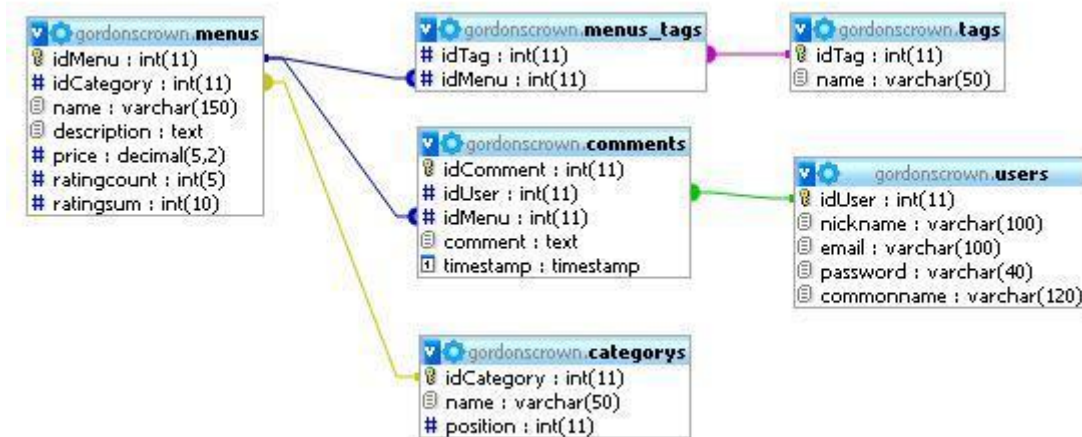 gordonscrown.menus
idMenu : int(11)
# idCategory : int(11)
name : varchar(150)
description : text
# price : decimal(5,2)
# ratingcount : int(5)
# ratingsum : int(10)
gordonscrown.menus_tags
# idTag : int(11)
# idMenu : int(11)
gordonscrown.tags
idTag : int(11)
name : varchar(50)
gordonscrown.comments
idComment : int(11)
# idUser : int(11)
# idMenu : int(11)
comment : text
timestamp : timestamp
gordonscrown.users
idUser : int(11)
nickname : varchar(100)
email : varchar(100)
password : varchar(40)
commonname : varchar(120)
gordonscrown.categorys
idCategory : int(11)
name : varchar(50)
# position : int(11)